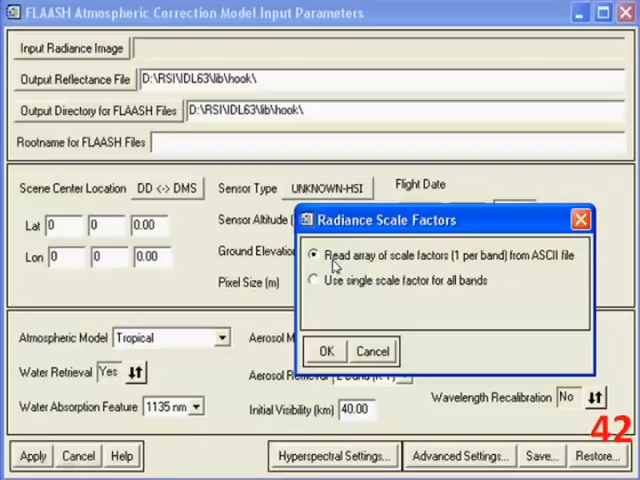 FLAASH Atmospheric Correction Model Input Parameters
Input Radiance Image
Output Reflectance File D:\RSI\IDL63\lib\hook\
Output Directory for FLAASH Files D:\RSI\IDL63\lib\hook\
Rootname for FLAASH Files
Scene Center Location DD <-> DMS Sensor Type UNKNOWN-HSI Flight Date
Lat 0 0 0.00 Sensor Altitude
Lon 0 0 0.00 Ground Elevation
Pixel Size (m)
Radiance Scale Factors
Read array of scale factors (1 per band) from ASCII file
Use single scale factor for all bands
OK Cancel
Atmospheric Model Tropical Aerosol M
Water Retrieval Yes Aerosol
Water Absorption Feature 1135 nm Initial Visibility (km) 40.00 Wavelength Recalibration No
42
Apply Cancel Help Hyperspectral Settings... Advanced Settings... Save... Restore...